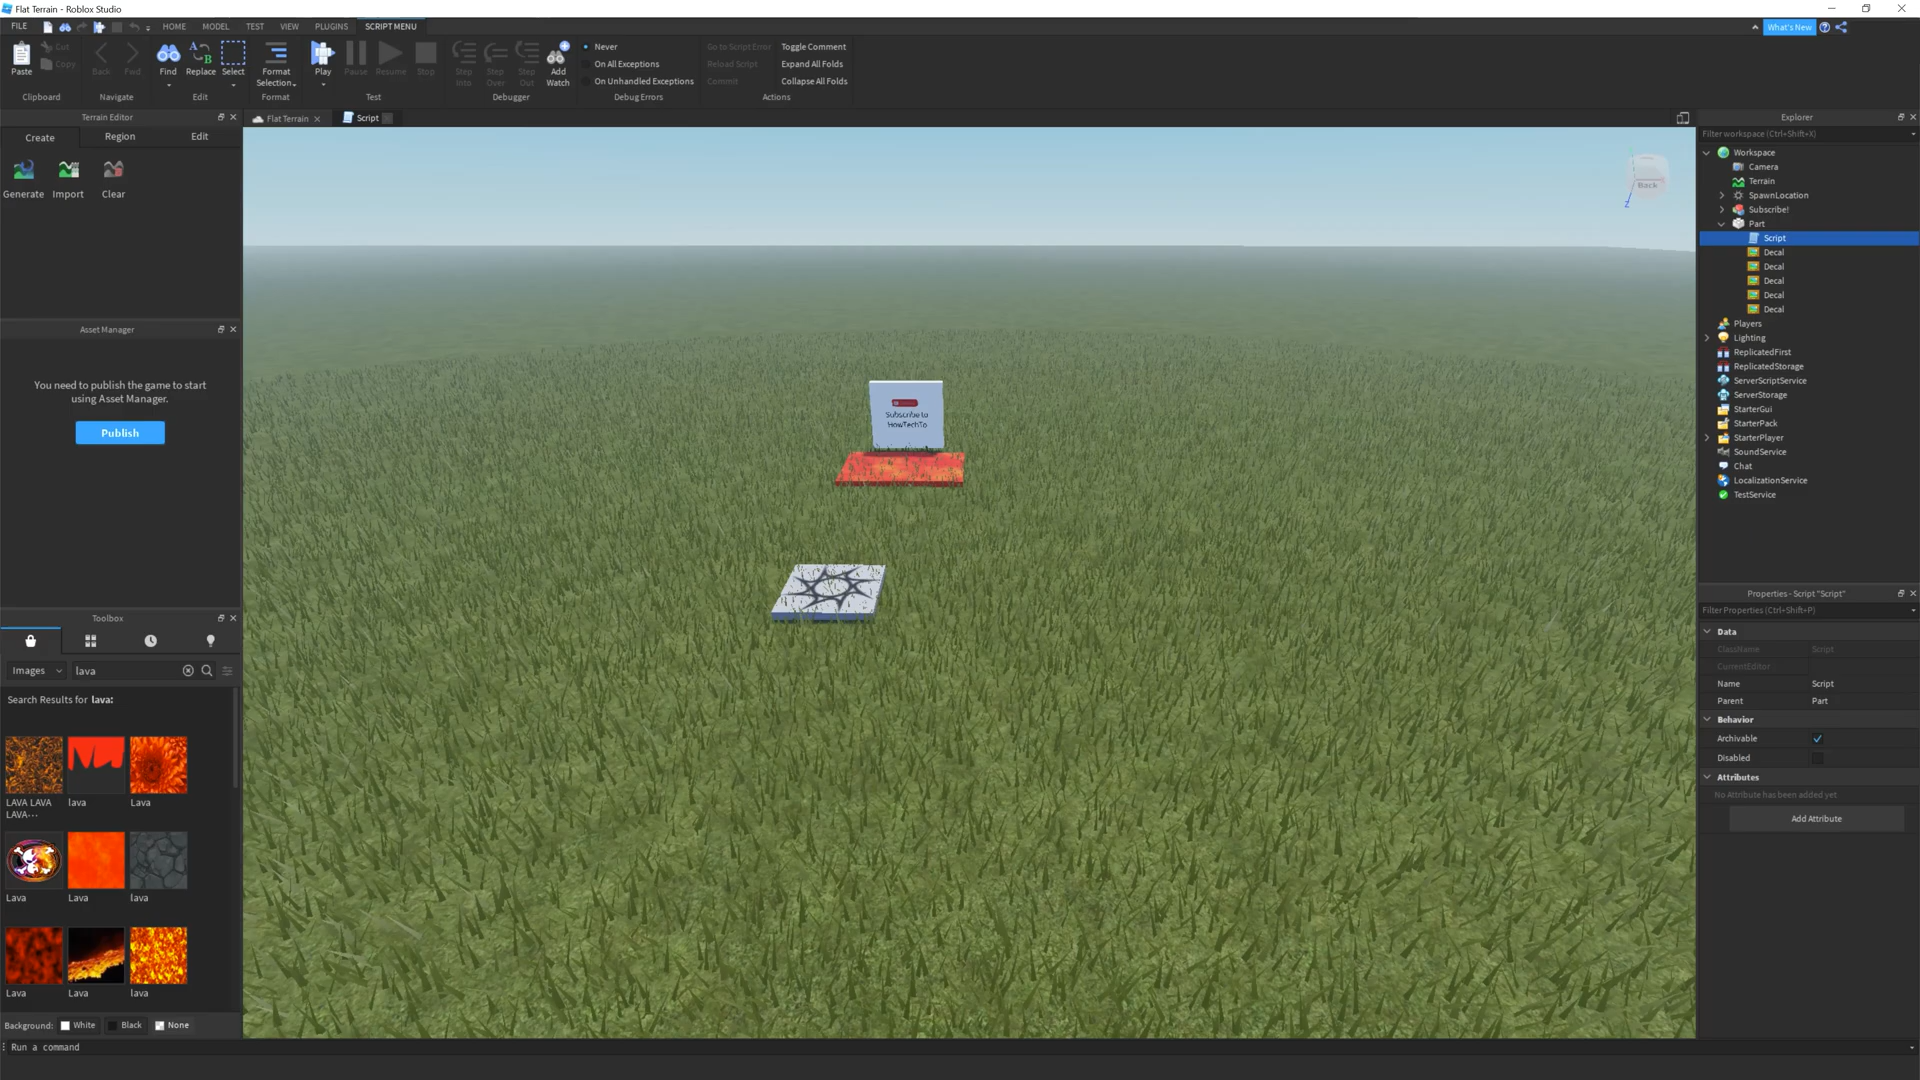 Flat Terrain - Roblox Studio
FILE
HOME
MODEL
TEST
VIEW
PLUGINS
SCRIPT MENU
What's New
Paste
Cut
Copy
Clipboard
Back
Fwd
Navigate
Find
Replace
Select
Edit
Format
Selection
Format
Play
Pause
Resume
Stop
Test
Step
Into
Step
Over
Step
Out
Add
Watch
Debugger
Never
On All Exceptions
On Unhandled Exceptions
Debug Errors
Go to Script Error
Reload Script
Commit
Toggle Comment
Expand All Folds
Collapse All Folds
Actions
Terrain Editor
Create
Region
Edit
Generate
Import
Clear
Asset Manager
You need to publish the game to start
using Asset Manager.
Publish
Toolbox
Images
lava
Search Results for lava:
LAVA LAVA
LAVA···
lava
Lava
Lava
Lava
lava
Lava
Lava
lava
Background:
White
Black
None
Run a command
Flat Terrain
Script
Back
Z
Subscribe to
HowTechTo
Explorer
Filter workspace (Ctrl+Shift+X)
Workspace
Camera
Terrain
SpawnLocation
Subscribe!
Part
Script
Decal
Decal
Decal
Decal
Decal
Players
Lighting
ReplicatedFirst
ReplicatedStorage
ServerScriptService
ServerStorage
StarterGui
StarterPack
StarterPlayer
SoundService
Chat
LocalizationService
TestService
Properties - Script "Script"
Filter Properties (Ctrl+Shift+P)
Data
ClassName Script
CurrentEditor
Name Script
Parent Part
Behavior
Archivable
Disabled
Attributes
No Attribute has been added yet
Add Attribute